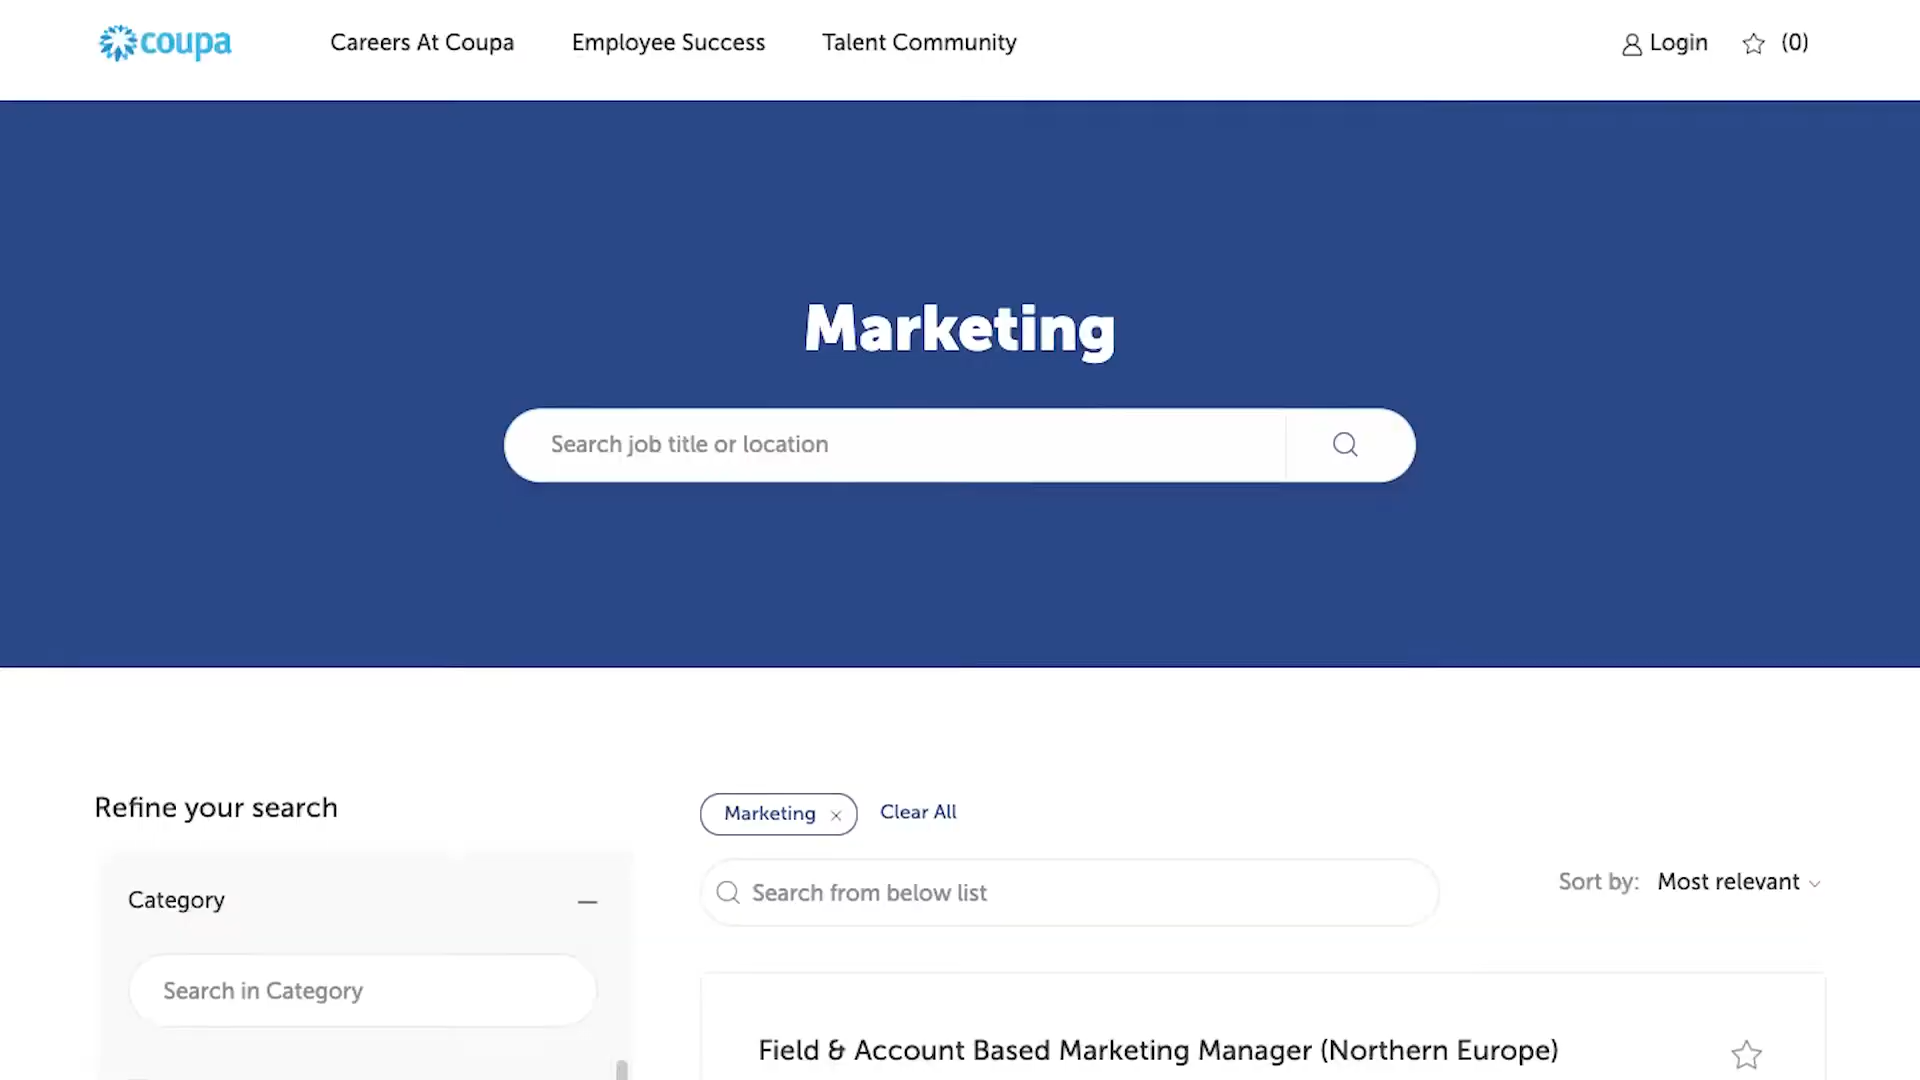 coupa
Careers At Coupa
Employee Success
Talent Community
Login
(0)
Marketing
Search job title or location
Refine your search
Category
Search in Category
Marketing ×
Clear All
Search from below list
Sort by: Most relevant
Field & Account Based Marketing Manager (Northern Europe)